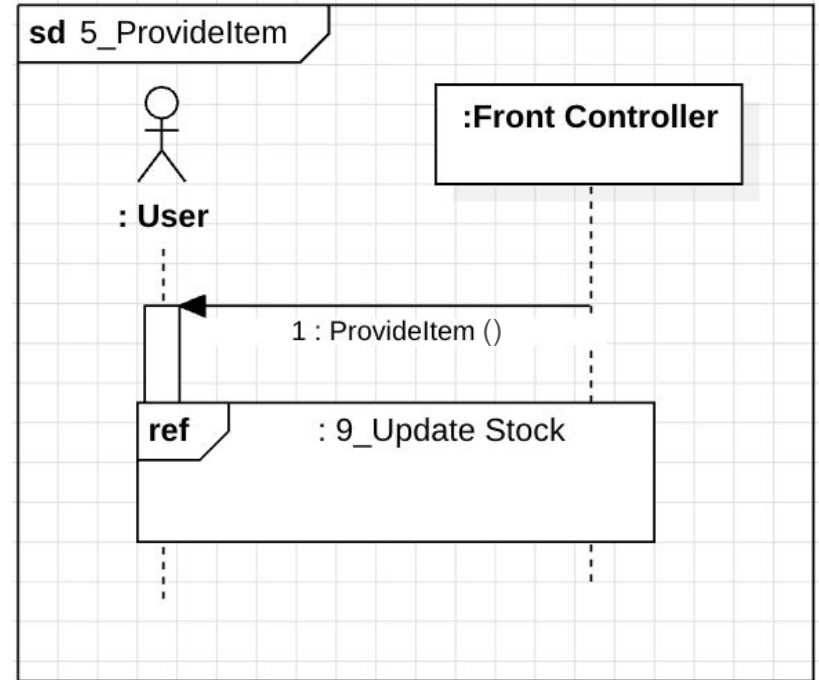 sd 5_ProvideItem
:Front Controller
: User
1 : ProvideItem ()
ref : 9_Update Stock